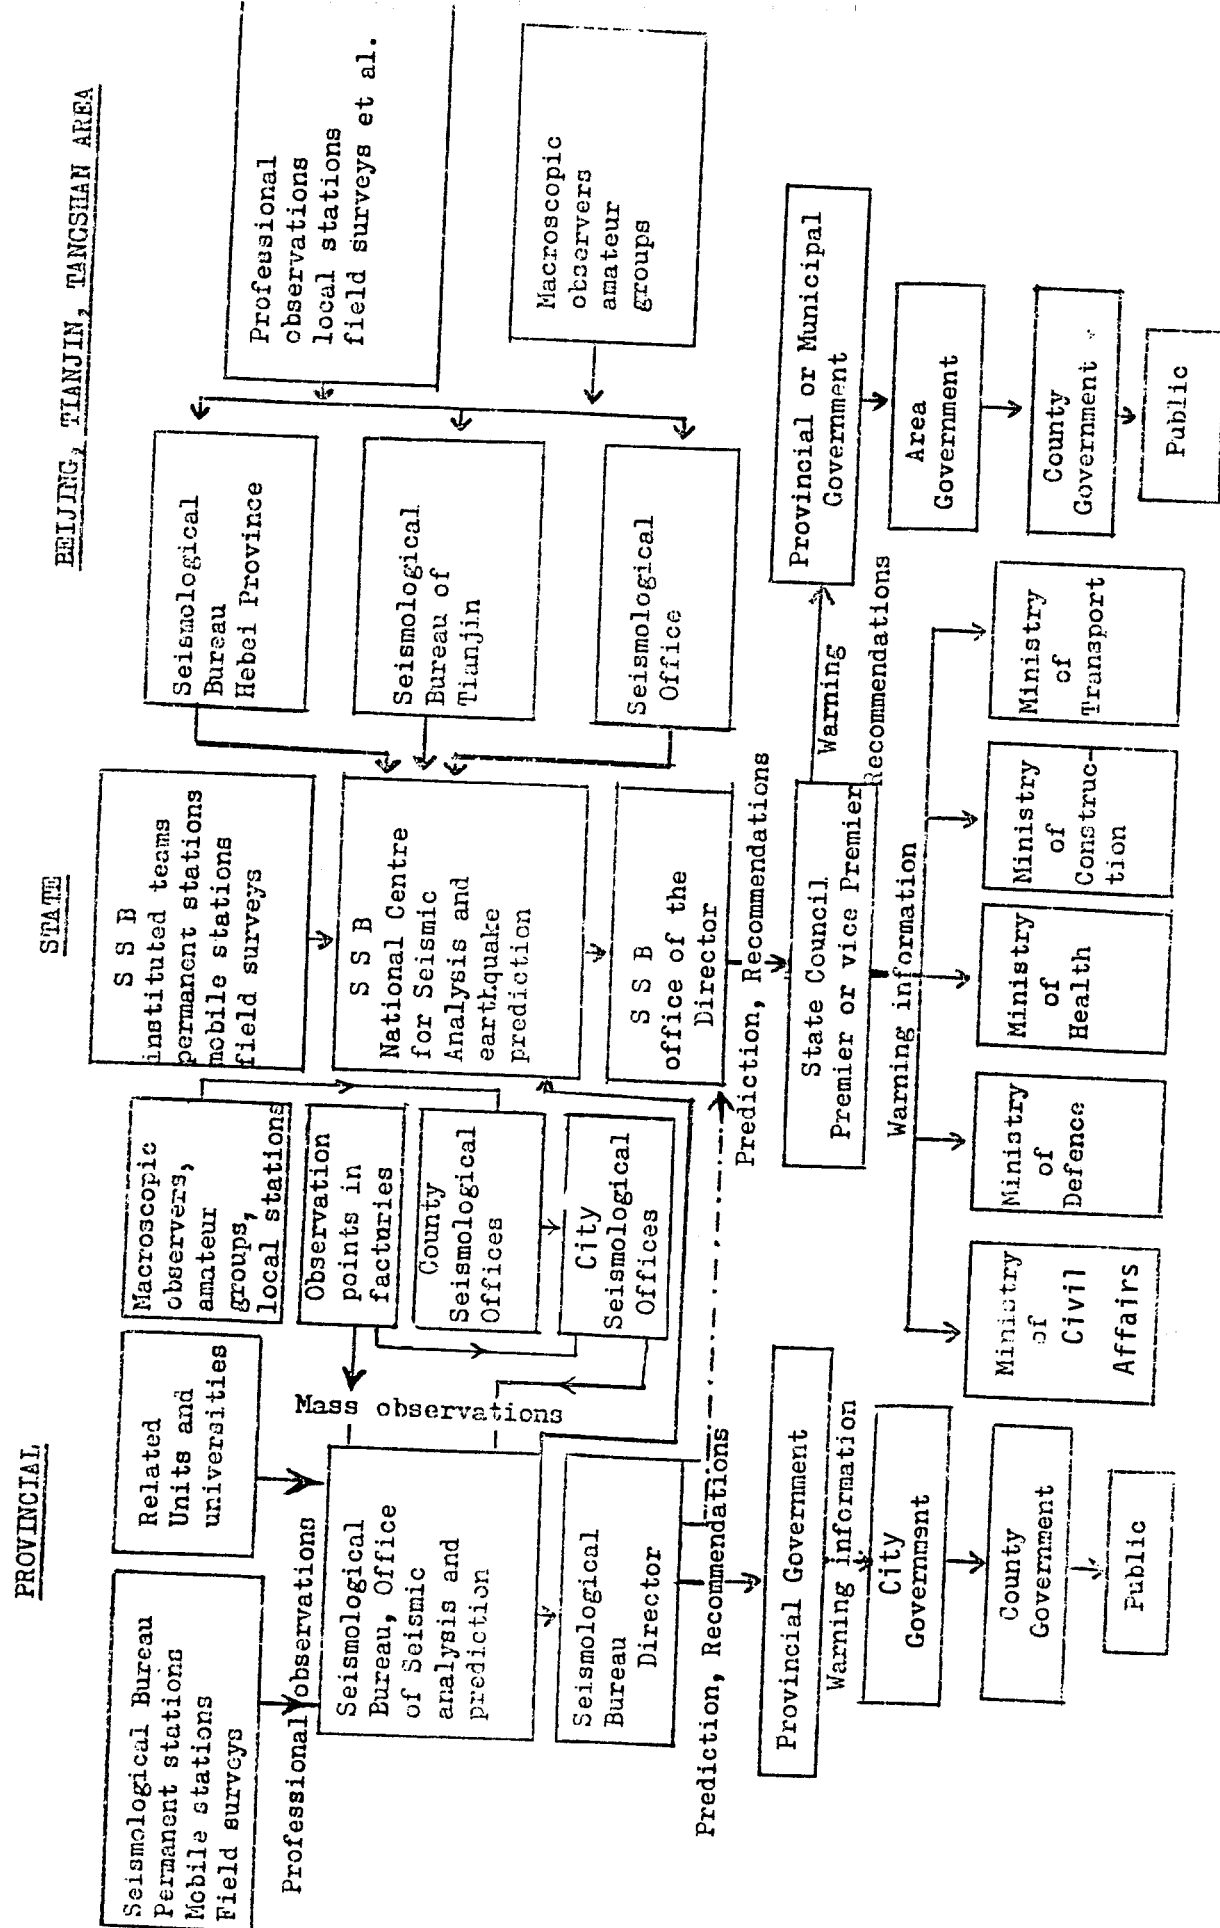 PROVINCIAL
STATE
BEIJING, TIANJIN, TANGSHAN AREA
Seismological Bureau
Permanent stations
Mobile stations
Field surveys
Related
Units and
universities
Macroscopic
observers,
amateur
groups,
local stations
S S B
instituted teams
permanent stations
mobile stations
field surveys
Professional
observations
local stations
field surveys et al.
Professional observations
Observation
points in
facturies
County
Seismological
Offices
City
Seismological
Offices
Mass observations
Seismological
Bureau, Office
of Seismic
analysis and
prediction
S S B
National Centre
for Seismic
Analysis and
earthquake
prediction
Seismological
Bureau
Hebei Province
Seismological
Bureau of
Tianjin
Seismological
Office
Macroscopic
observers
amateur
groups
Seismological
Bureau
Director
S S B
office of the
Director
Prediction, Recommendations
Prediction, Recommendations
Provincial Government
State Council
Premier or vice Premier
Warning
Recommendations
Provincial or Municipal
Government
Warning information
Warning information
City
Government
Area
Government
County
Government
County
Government
Public
Public
Ministry
of
Civil
Affairs
Ministry
of
Defence
Ministry
of
Health
Ministry
of
Construc-
tion
Ministry
of
Transport